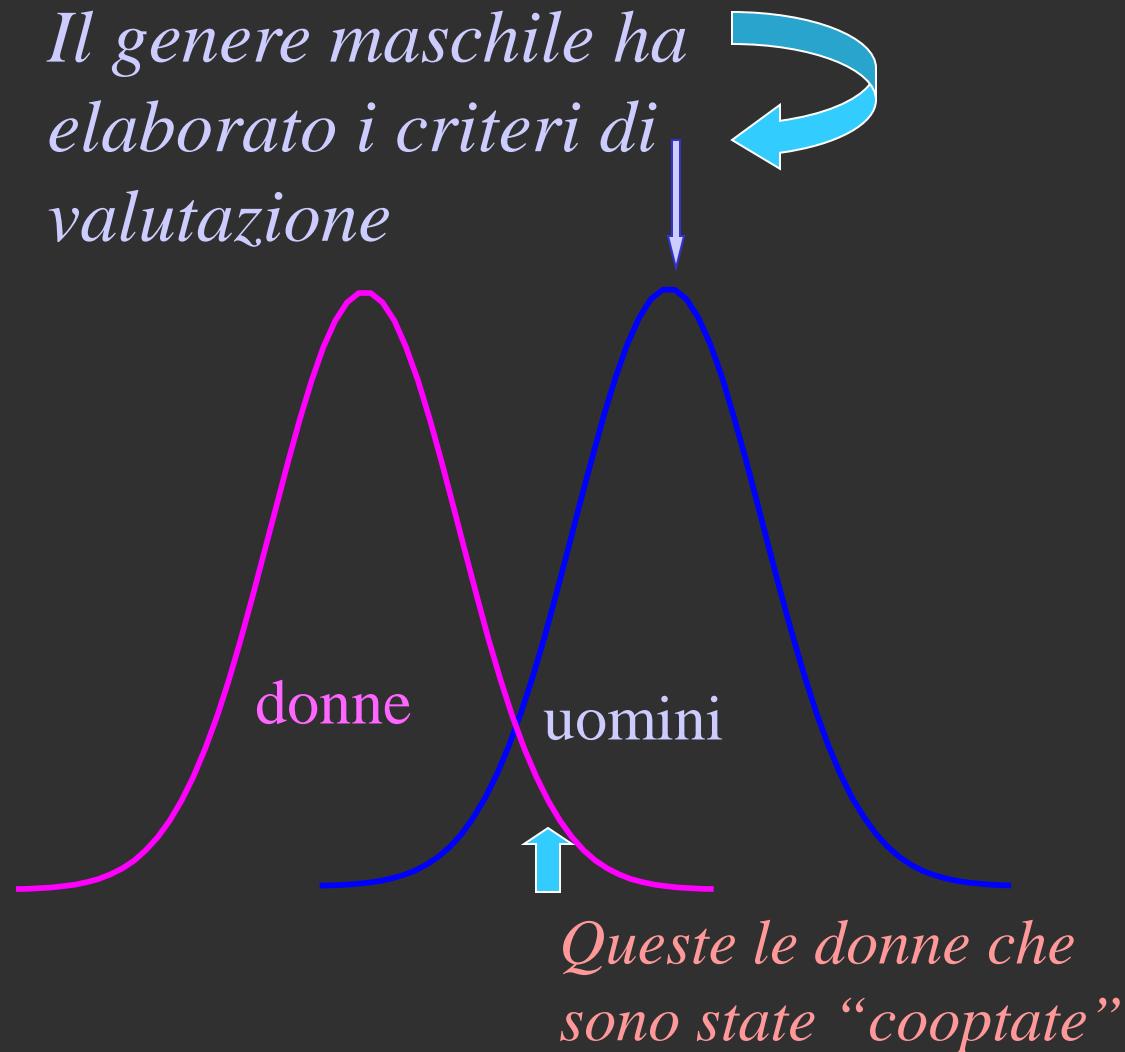 Il genere maschile ha
elaborato i criteri di
valutazione
donne
uomini
Queste le donne che
sono state “cooptate”